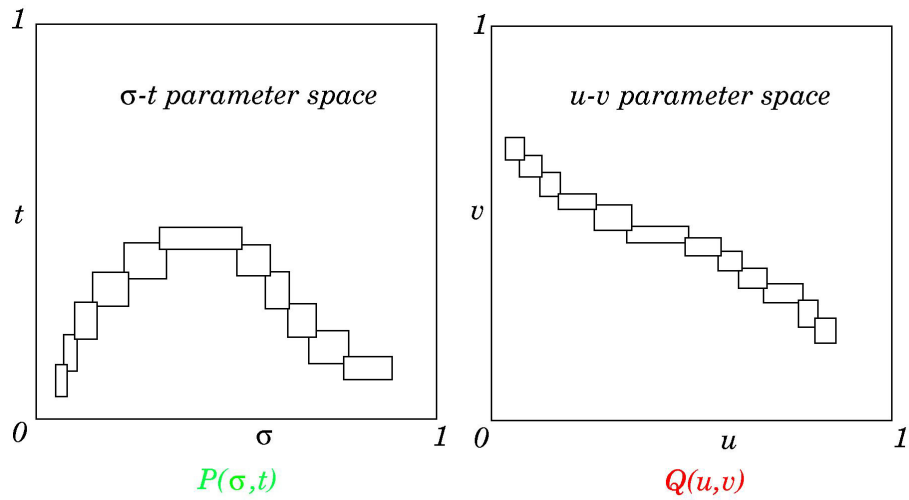 1
σ-t parameter space
t
0
σ
1
P(σ,t)
1
u-v parameter space
v
0
u
1
Q(u,v)